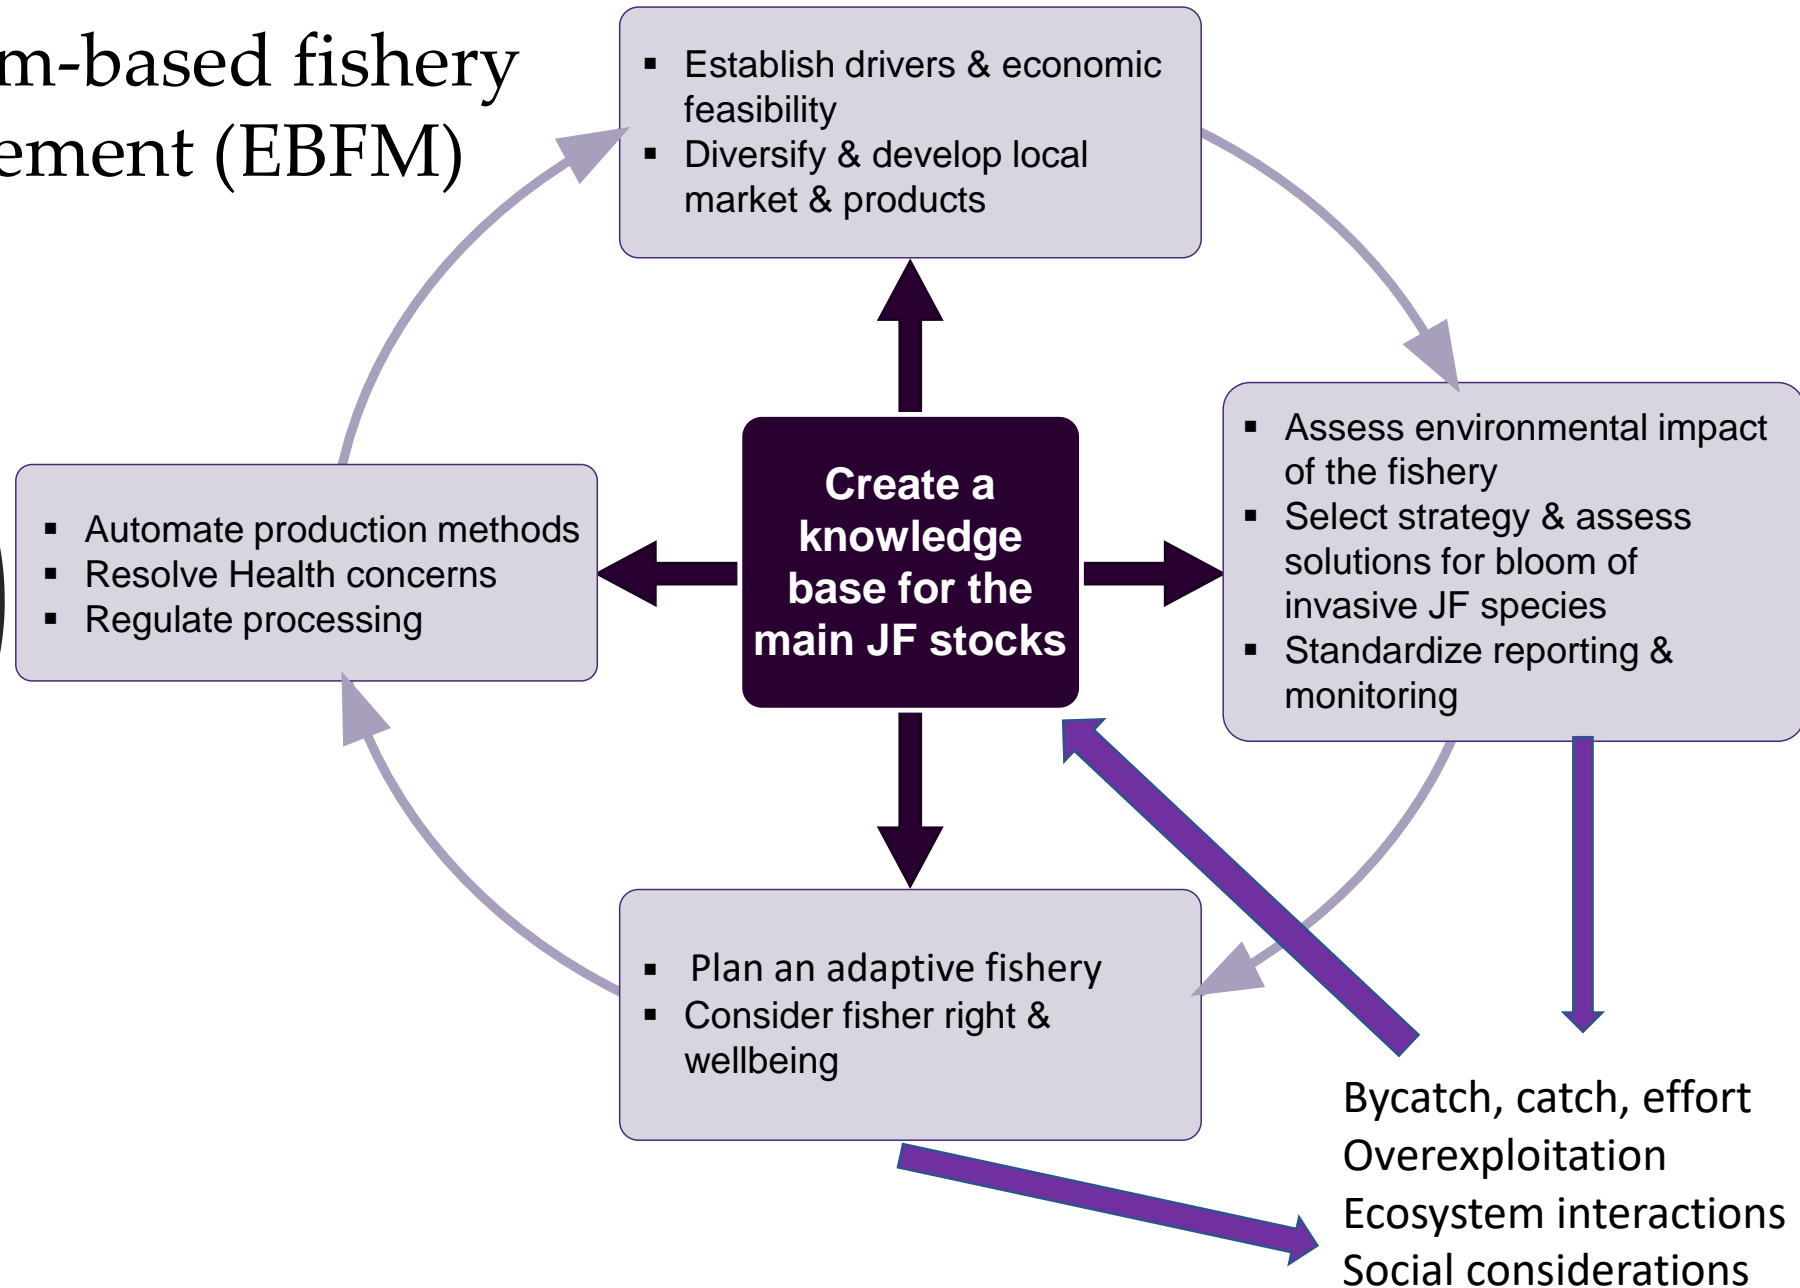 m-based fishery
ement (EBFM)
▪ Establish drivers & economic
feasibility
▪ Diversify & develop local
market & products
▪ Assess environmental impact
of the fishery
▪ Select strategy & assess
solutions for bloom of
invasive JF species
▪ Standardize reporting &
monitoring
Create a
knowledge
base for the
main JF stocks
▪ Automate production methods
▪ Resolve Health concerns
▪ Regulate processing
▪ Plan an adaptive fishery
▪ Consider fisher right &
wellbeing
Bycatch, catch, effort
Overexploitation
Ecosystem interactions
Social considerations